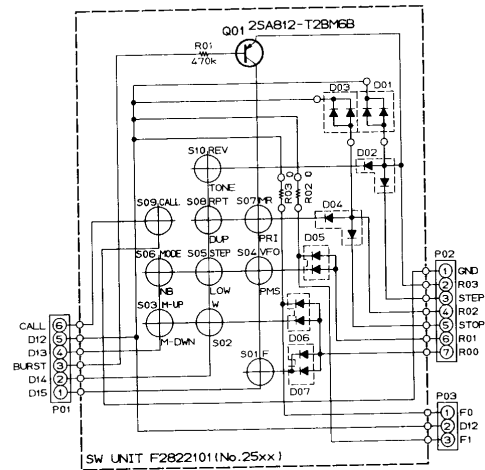 Q01 2SA812-T2BM6B
R01
470k
D03
D01
S10 REV
TONE
D02
R03 0
R02 0
S09 CALL
S08 RPT
S07 MR
DUP
PRI
D04
S06 MODE
S05 STEP
S04 VFO
D05
NB
LOW
PMS
S03 M-UP
W
M-DWN
S02
D06
S01 F
D07
CALL 6
D12 5
D13 4
BURST 3
D14 2
D15 1
P01
P02
1 GND
2 R03
3 STEP
4 R02
5 STOP
6 R01
7 R00
P03
1 F0
2 D12
3 F1
SW UNIT F2822101(No.25xx)